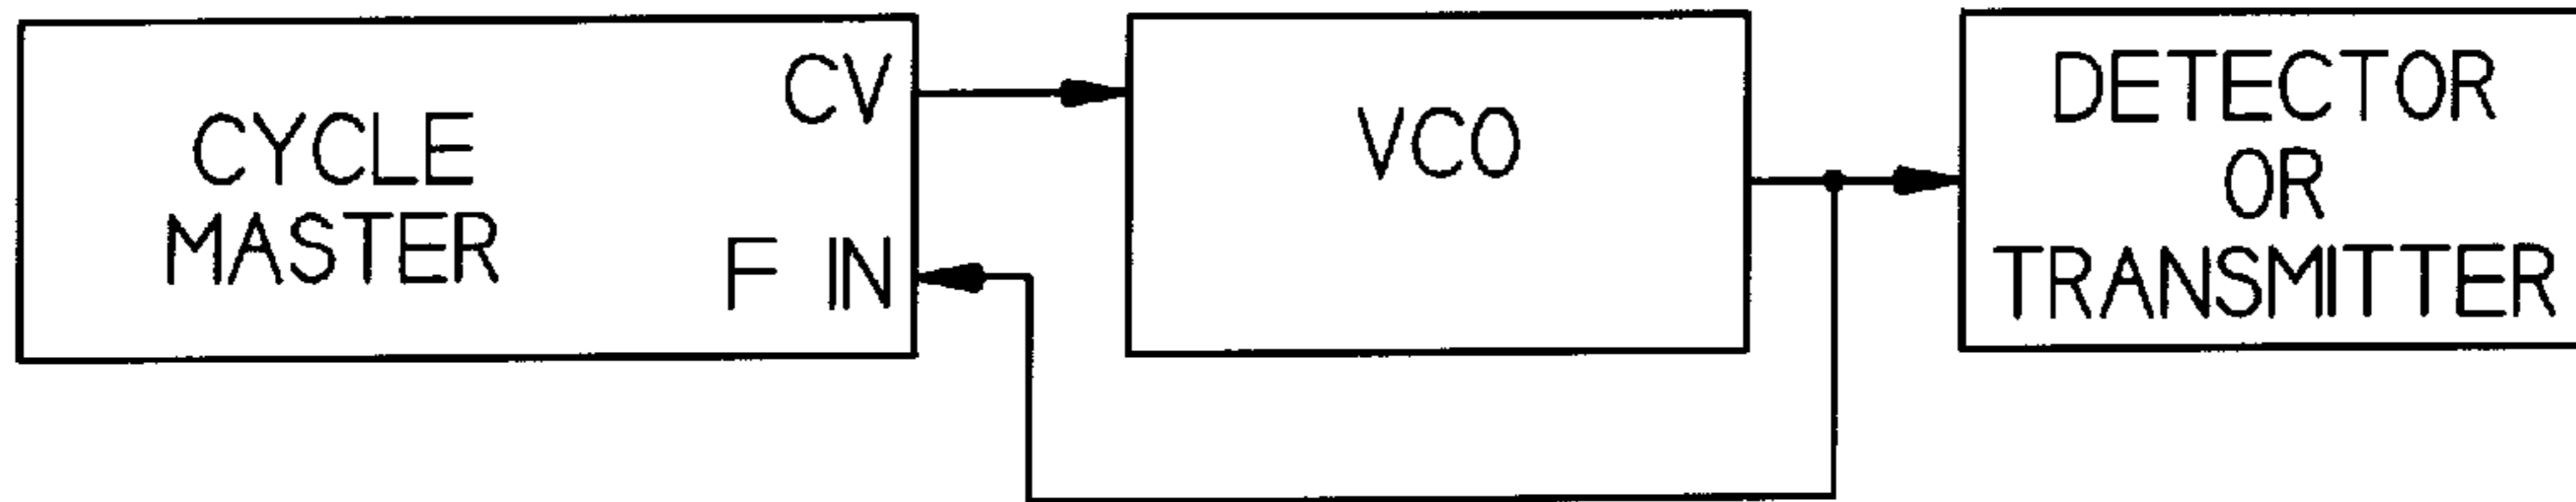 CYCLE
MASTER
CV
F IN
VCO
DETECTOR
OR
TRANSMITTER